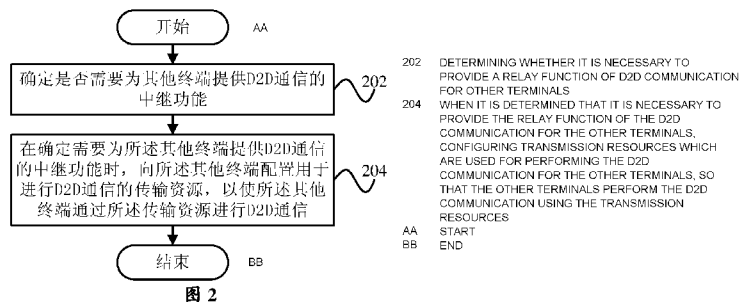 开始
AA
确定是否需要为其他终端提供D2D通信的
中继功能
202
在确定需要为所述其他终端提供D2D通信
的中继功能时，向所述其他终端配置用于
进行D2D通信的传输资源，以使所述其他
终端通过所述传输资源进行D2D通信
204
结束
BB
图 2
202 DETERMINING WHETHER IT IS NECESSARY TO
PROVIDE A RELAY FUNCTION OF D2D COMMUNICATION
FOR OTHER TERMINALS
204 WHEN IT IS DETERMINED THAT IT IS NECESSARY TO
PROVIDE THE RELAY FUNCTION OF THE D2D
COMMUNICATION FOR THE OTHER TERMINALS,
CONFIGURING TRANSMISSION RESOURCES WHICH
ARE USED FOR PERFORMING THE D2D
COMMUNICATION FOR THE OTHER TERMINALS, SO
THAT THE OTHER TERMINALS PERFORM THE D2D
COMMUNICATION USING THE TRANSMISSION
RESOURCES
AA START
BB END